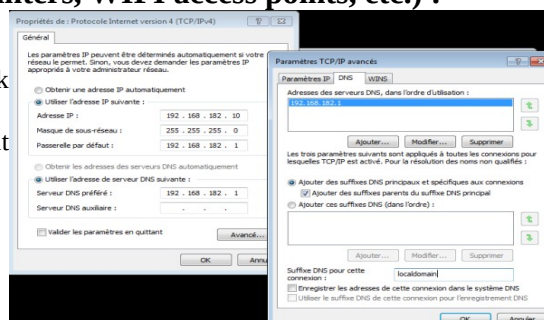 nters, WIFI access points, etc.) :
k
t
Propriétés de : Protocole Internet version 4 (TCP/IPv4)
Général
Les paramètres IP peuvent être déterminés automatiquement si votre
réseau le permet. Sinon, vous devez demander les paramètres IP
appropriés à votre administrateur réseau.
Obtenir une adresse IP automatiquement
Utiliser l'adresse IP suivante :
Adresse IP : 192 . 168 . 182 . 10
Masque de sous-réseau : 255 . 255 . 255 . 0
Passerelle par défaut : 192 . 168 . 182 . 1
Obtenir les adresses des serveurs DNS automatiquement
Utiliser l'adresse de serveur DNS suivante :
Serveur DNS préféré : 192 . 168 . 182 . 1
Serveur DNS auxiliaire : . . .
Valider les paramètres en quittant
Avancé...
OK
Annu
Paramètres TCP/IP avancés
Paramètres IP DNS WINS
Adresses des serveurs DNS, dans l'ordre d'utilisation :
192.168.182.1
Ajouter... Modifier... Supprimer
Les trois paramètres suivants sont appliqués à toutes les connexions pour
lesquelles TCP/IP est activé. Pour la résolution des noms non qualifiés :
Ajouter des suffixes DNS principaux et spécifiques aux connexions
Ajouter des suffixes parents du suffixe DNS principal
Ajouter ces suffixes DNS (dans l'ordre) :
Ajouter... Modifier... Supprimer
Suffixe DNS pour cette
connexion : localdomain
Enregistrer les adresses de cette connexion dans le système DNS
Utiliser le suffixe DNS de cette connexion pour l'enregistrement DNS
OK Annuler